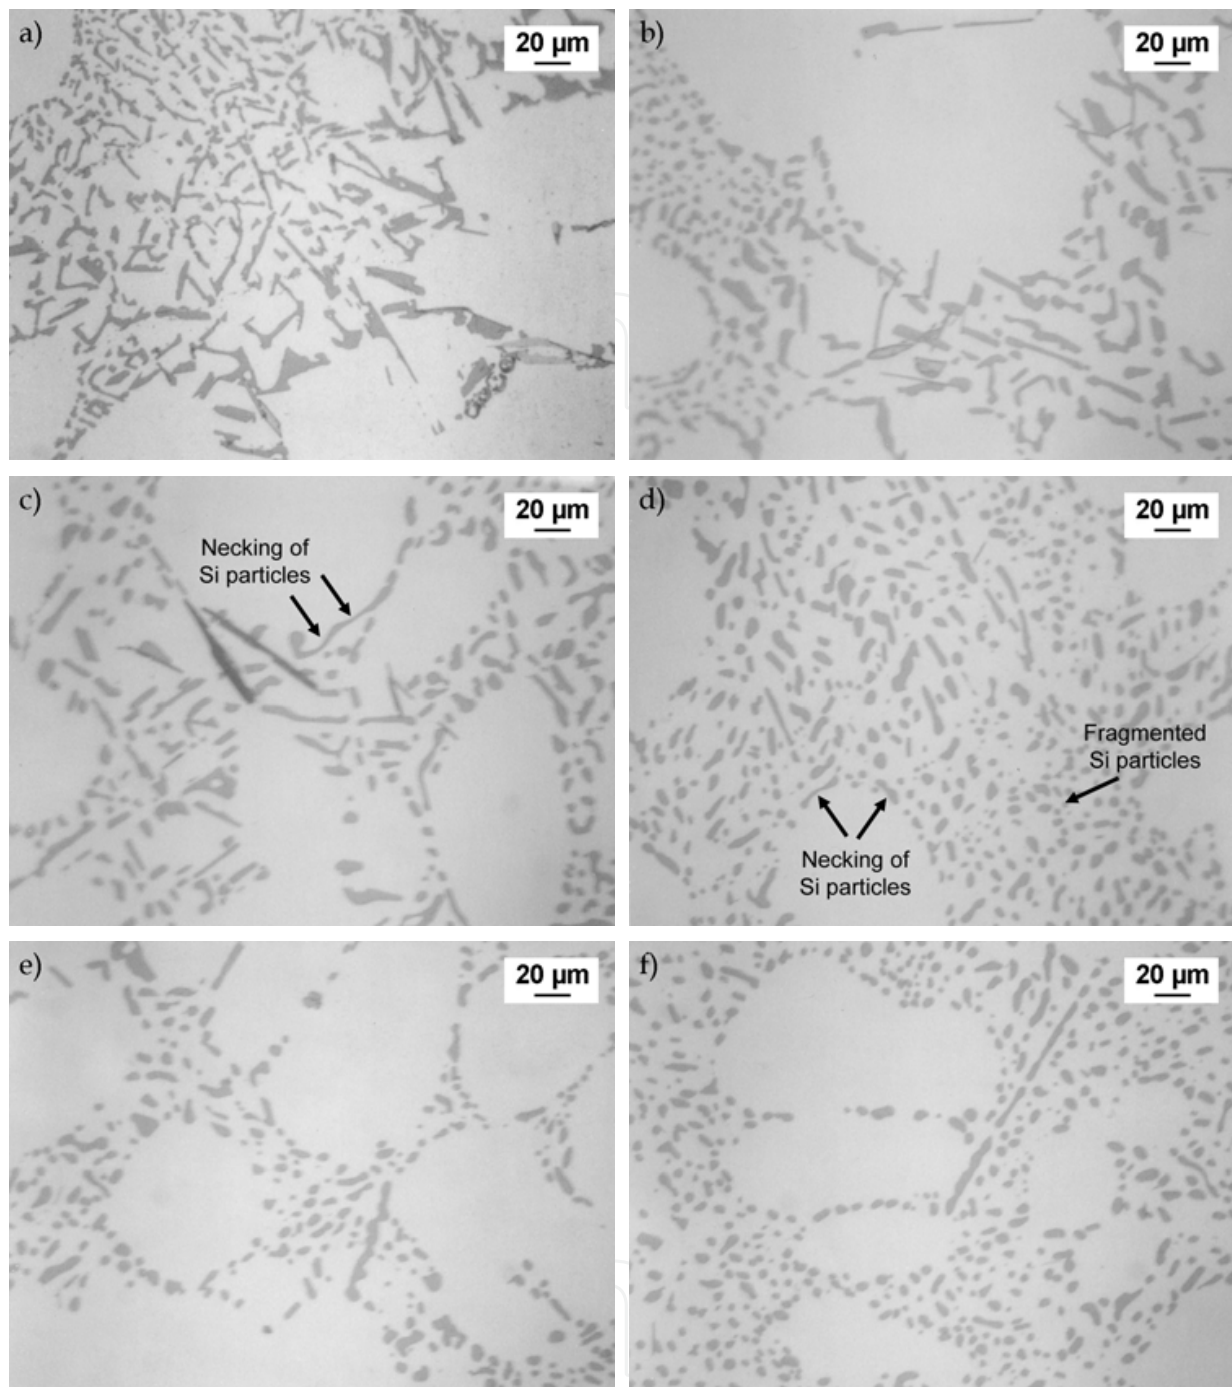 a)
20 µm
b)
20 µm
c)
20 µm
Necking of
Si particles
d)
20 µm
Fragmented
Si particles
Necking of
Si particles
e)
20 µm
f)
20 µm